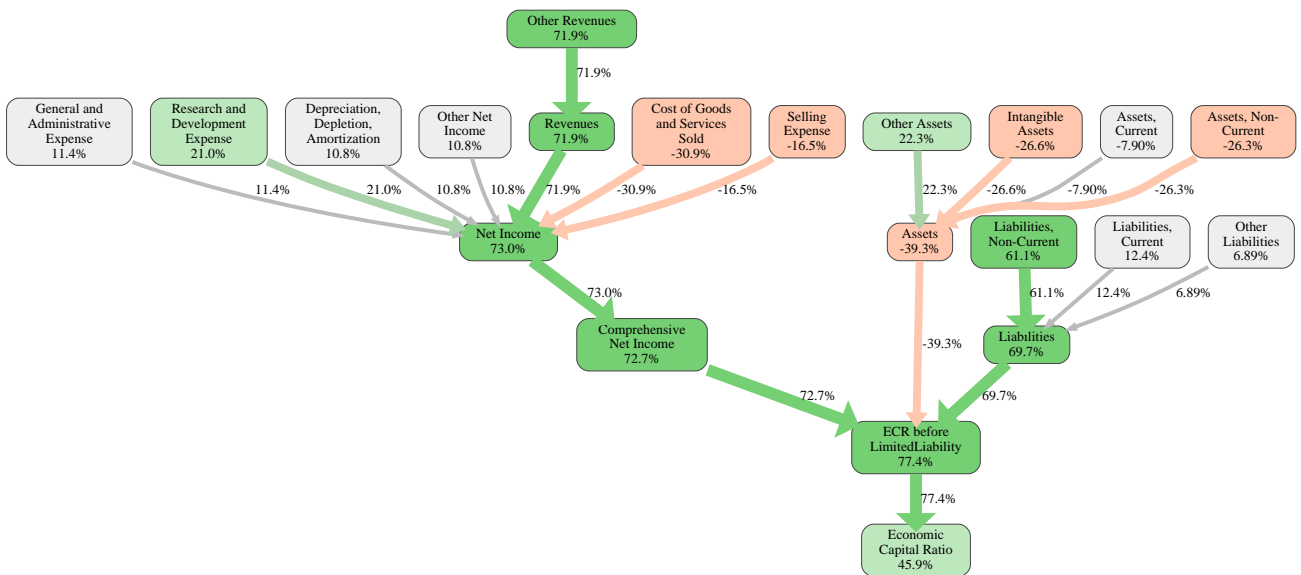 Other Revenues
71.9%
71.9%
General and
Administrative
Expense
11.4%
Research and
Development
Expense
21.0%
Depreciation,
Depletion,
Amortization
10.8%
Other Net
Income
10.8%
Revenues
71.9%
Cost of Goods
and Services
Sold
-30.9%
Selling
Expense
-16.5%
Other Assets
22.3%
Intangible
Assets
-26.6%
Assets,
Current
-7.90%
Assets, Non-
Current
-26.3%
11.4%
21.0%
10.8%
10.8%
71.9%
-30.9%
-16.5%
22.3%
-26.6%
-7.90%
-26.3%
Net Income
73.0%
Assets
-39.3%
Liabilities,
Non-Current
61.1%
Liabilities,
Current
12.4%
Other
Liabilities
6.89%
73.0%
61.1%
12.4%
6.89%
Comprehensive
Net Income
72.7%
-39.3%
Liabilities
69.7%
72.7%
69.7%
ECR before
LimitedLiability
77.4%
77.4%
Economic
Capital Ratio
45.9%